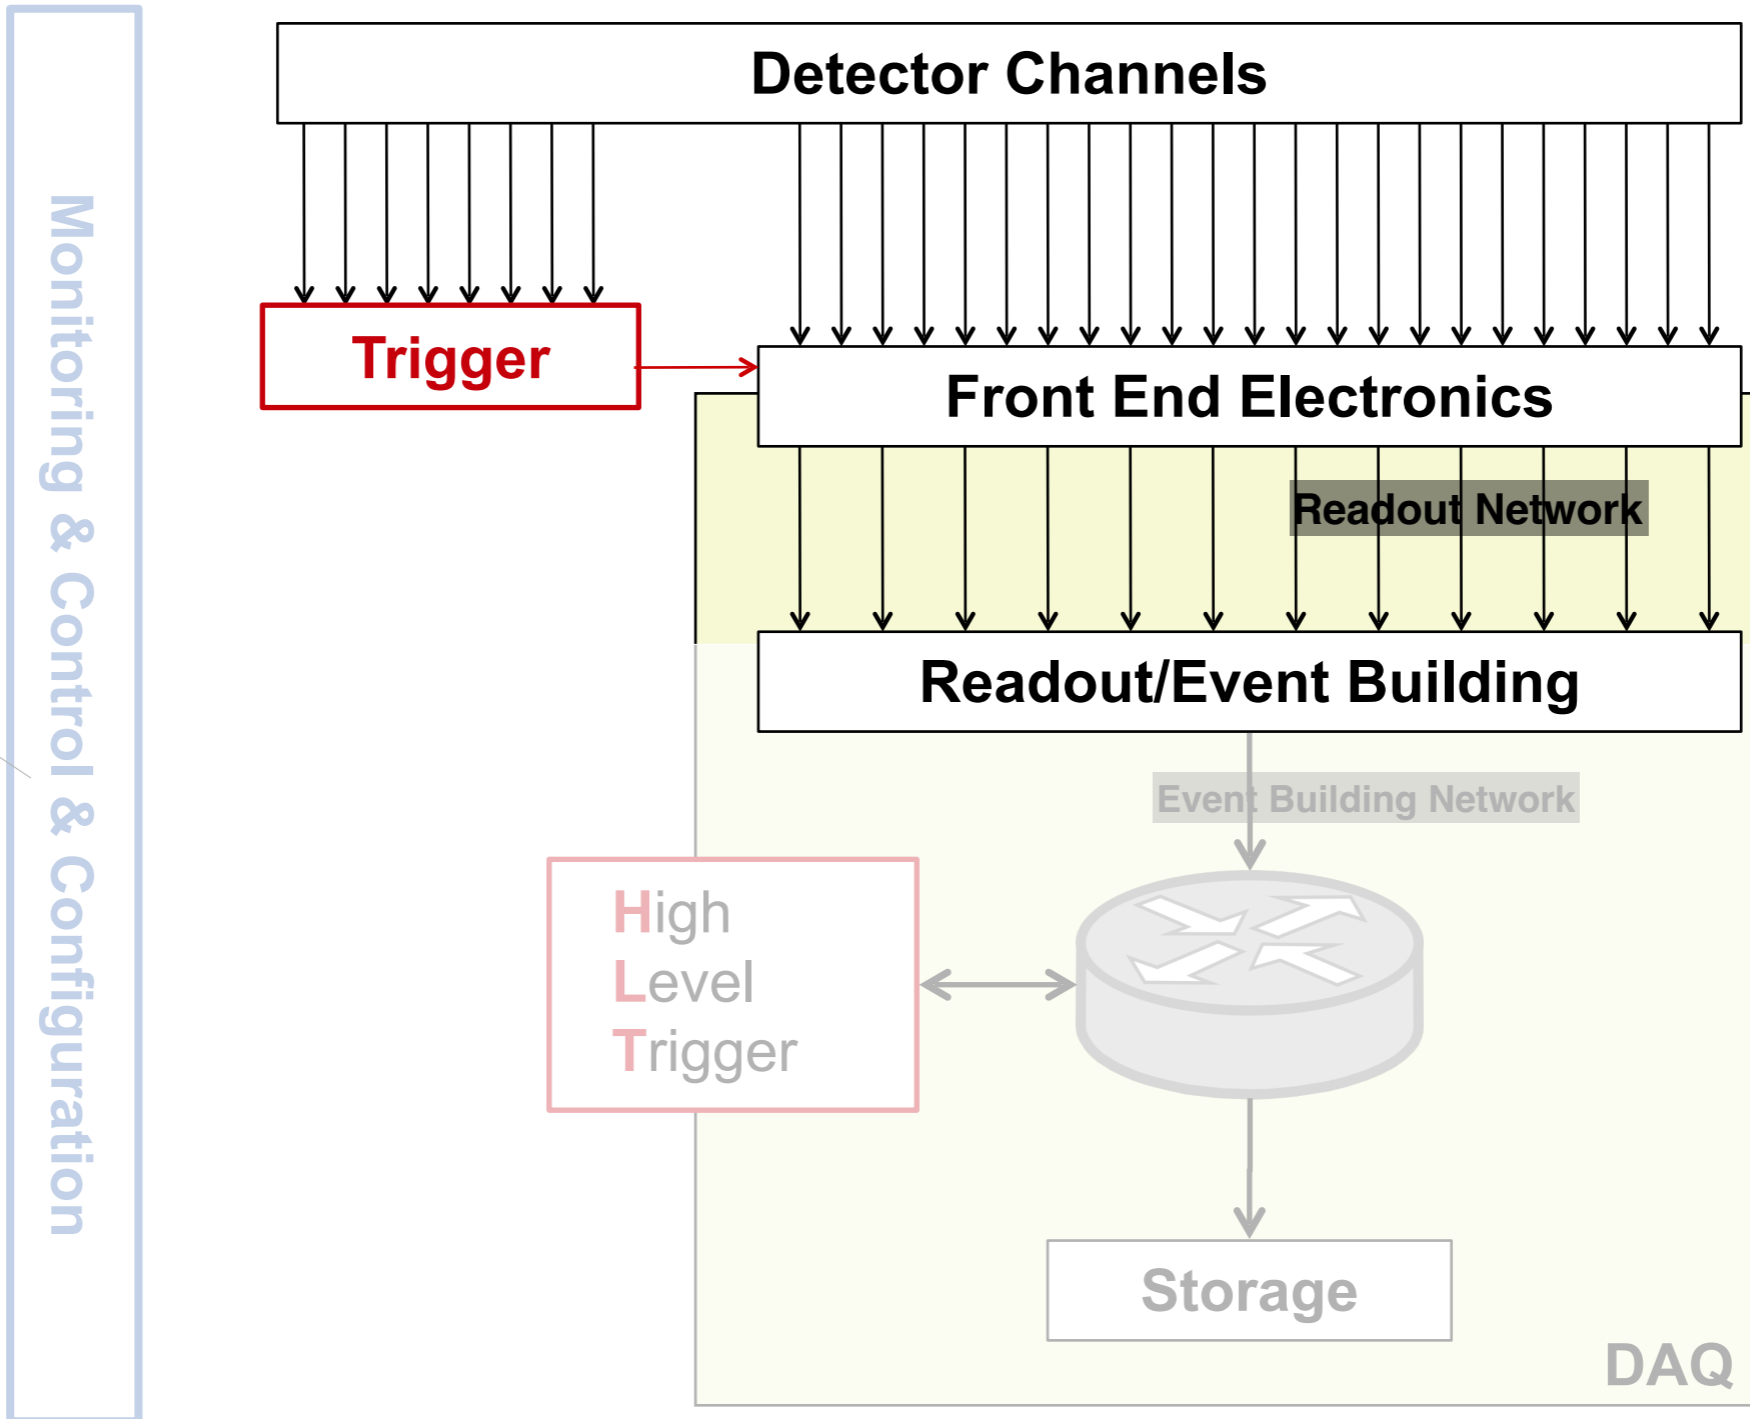 Detector Channels
Monitoring & Control & Configuration
Trigger
Front End Electronics
Readout Network
Readout/Event Building
Event Building Network
High
Level
Trigger
Storage
DAQ